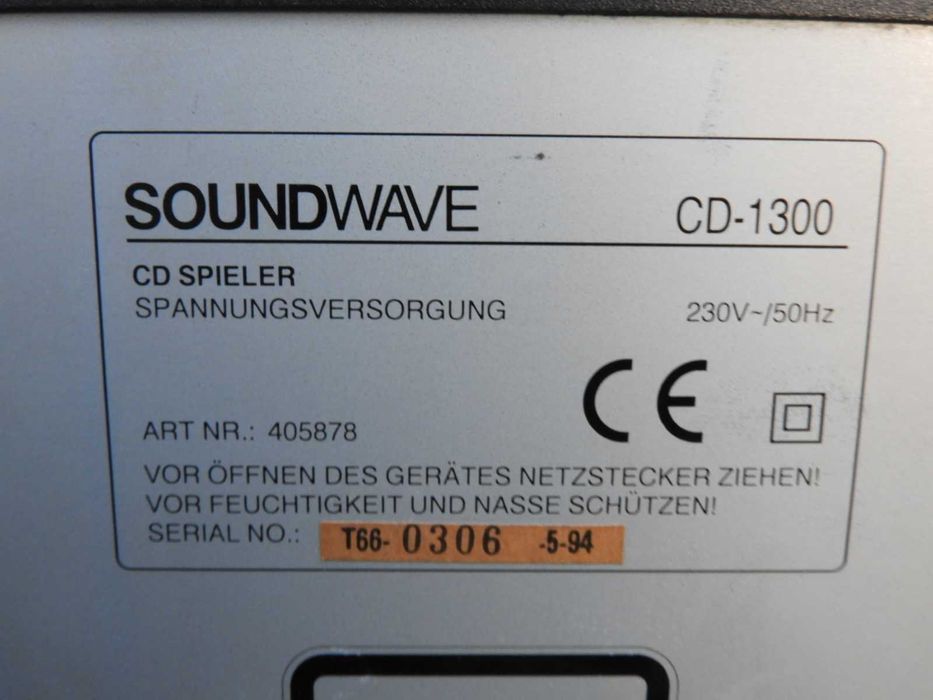 SOUNDWAVE CD-1300
CD SPIELER
SPANNUNGSVERSORGUNG 230V~/50Hz
CE
ART NR.: 405878
VOR ÖFFNEN DES GERÄTES NETZSTECKER ZIEHEN!
VOR FEUCHTIGKEIT UND NASSE SCHÜTZEN!
SERIAL NO.: T66-0306 -5-94